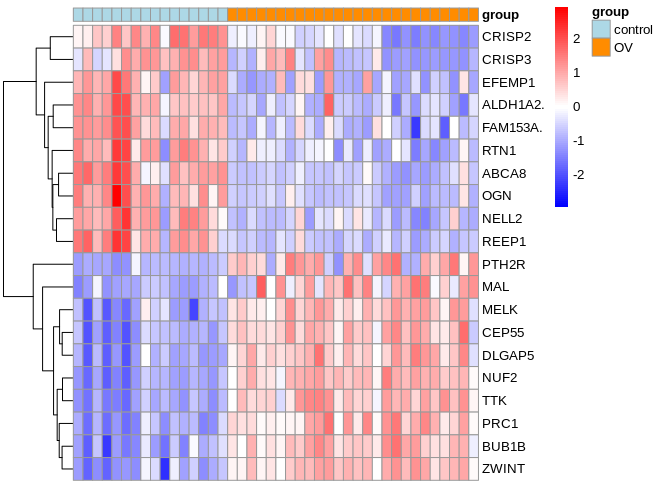 group
CRISP2
CRISP3
EFEMP1
ALDH1A2.
FAM153A.
RTN1
ABCA8
OGN
NELL2
REEP1
PTH2R
MAL
MELK
CEP55
DLGAP5
NUF2
TTK
PRC1
BUB1B
ZWINT
2
1
0
-1
-2
group
control
OV